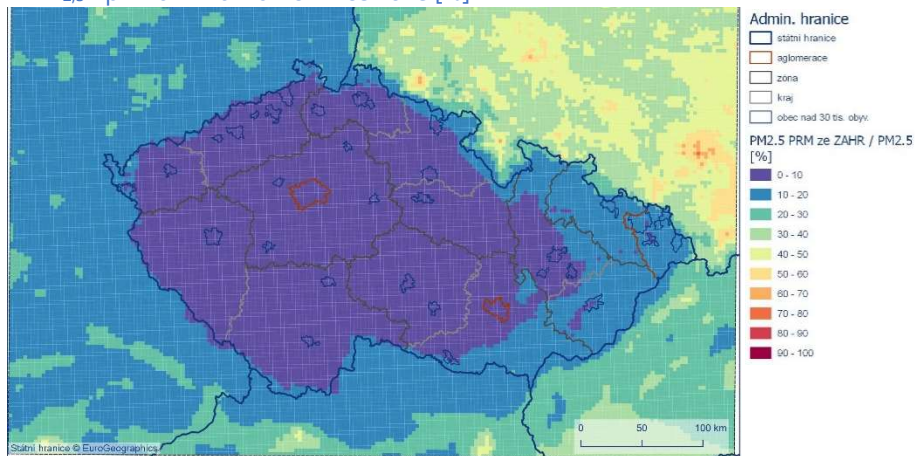 Admin. hranice
státní hranice
aglomerace
zóna
kraj
obec nad 30 tis. obyv.
PM2.5 PRM ze ZAHR / PM2.5
[%]
0 - 10
10 - 20
20 - 30
30 - 40
40 - 50
50 - 60
60 - 70
70 - 80
80 - 90
90 - 100
0 50 100 km
Státní hranice © EuroGeographics